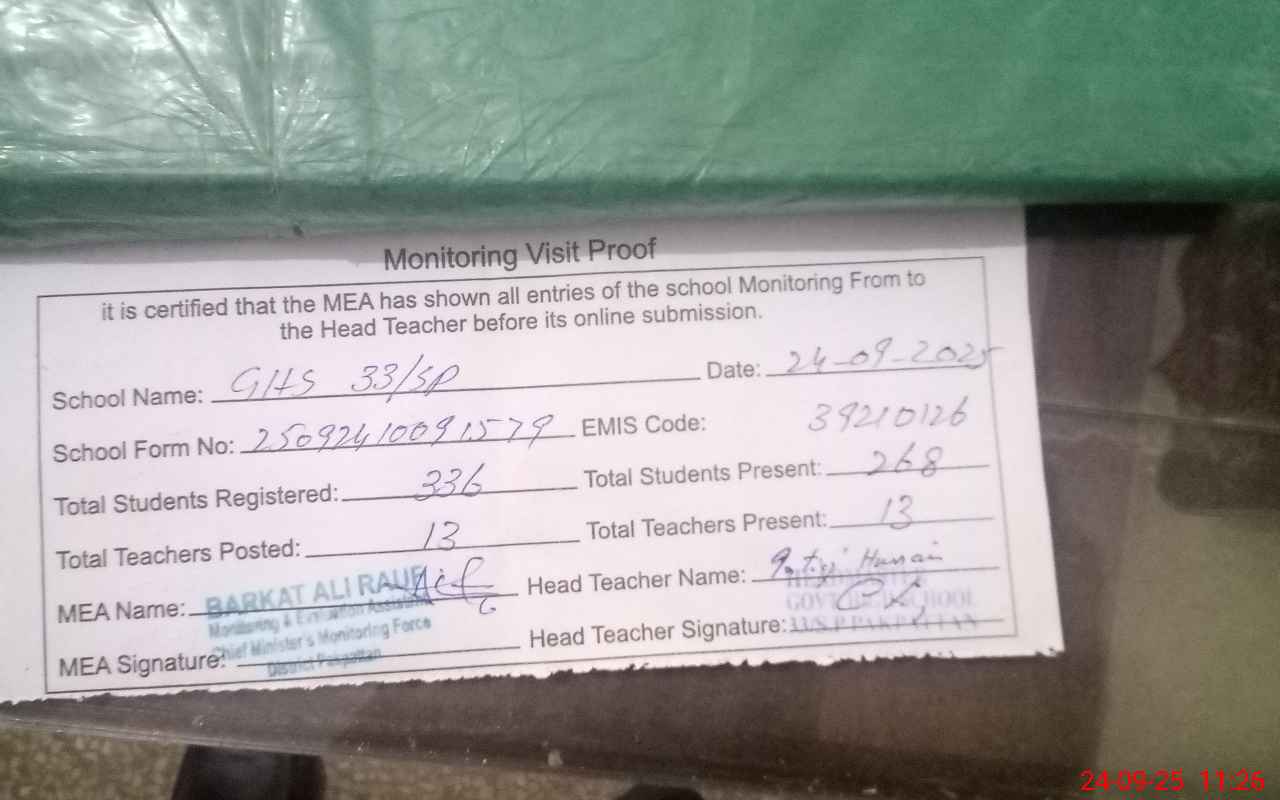 Monitoring Visit Proof
it is certified that the MEA has shown all entries of the school Monitoring From to
the Head Teacher before its online submission.
School Name: GHS 33/SP Date: 24-09-2025
School Form No: 25092410091579 EMIS Code: 39210126
Total Students Registered: 336 Total Students Present: 268
Total Teachers Posted: 13 Total Teachers Present: 13
MEA Name: BARKAT ALI RAUF Head Teacher Name:
Monitoring & Evaluation Assistant
Chief Minister's Monitoring Force
District Pakpattan
MEA Signature: Head Teacher Signature:
24-09-25 11:26